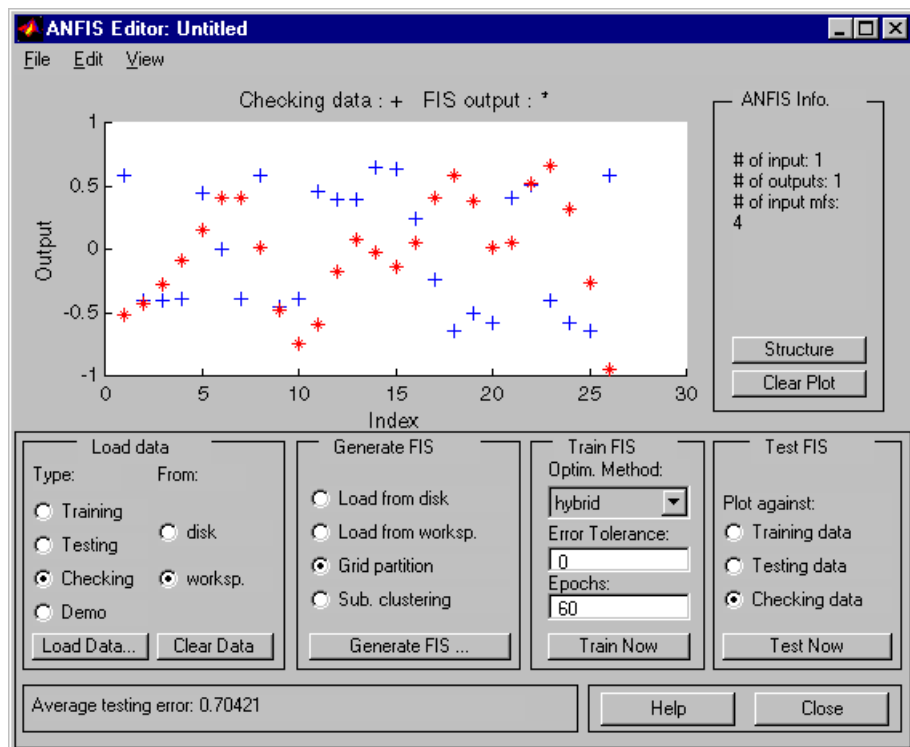 ANFIS Editor: Untitled
File Edit View
Checking data : + FIS output : *
1
0.5
0
-0.5
-1
Output
0 5 10 15 20 25 30
Index
ANFIS Info.
# of input: 1
# of outputs: 1
# of input mfs:
4
Structure
Clear Plot
Load data
Type: From:
Training
Testing
Checking
Demo
disk
worksp.
Load Data... Clear Data
Generate FIS
Load from disk
Load from worksp.
Grid partition
Sub. clustering
Generate FIS ...
Train FIS
Optim. Method:
hybrid
Error Tolerance:
0
Epochs:
60
Train Now
Test FIS
Plot against:
Training data
Testing data
Checking data
Test Now
Average testing error: 0.70421
Help Close